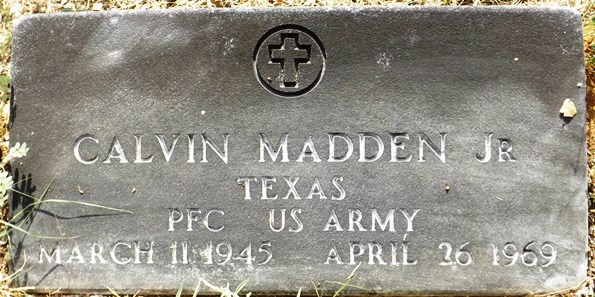 CALVIN MADDEN JR
TEXAS
PFC US ARMY
MARCH 11 1945 APRIL 26 1969